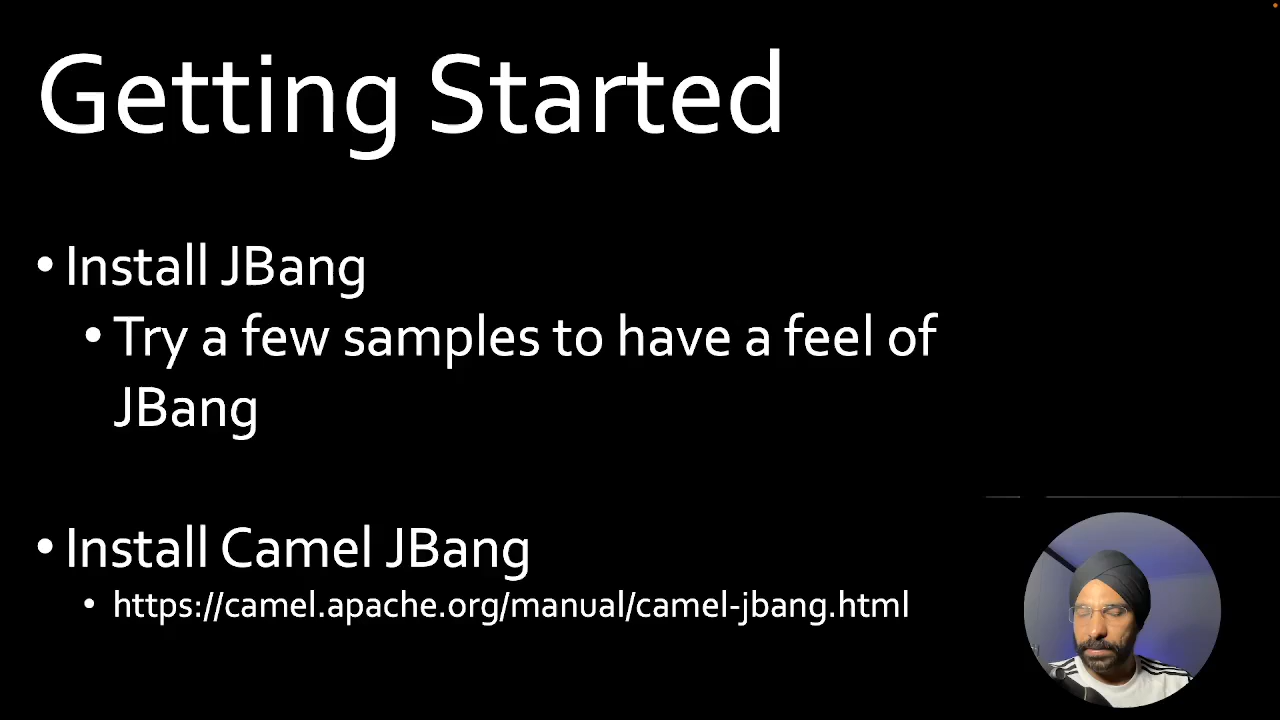 Getting Started
• Install JBang
• Try a few samples to have a feel of
JBang
• Install Camel JBang
• https://camel.apache.org/manual/camel-jbang.html